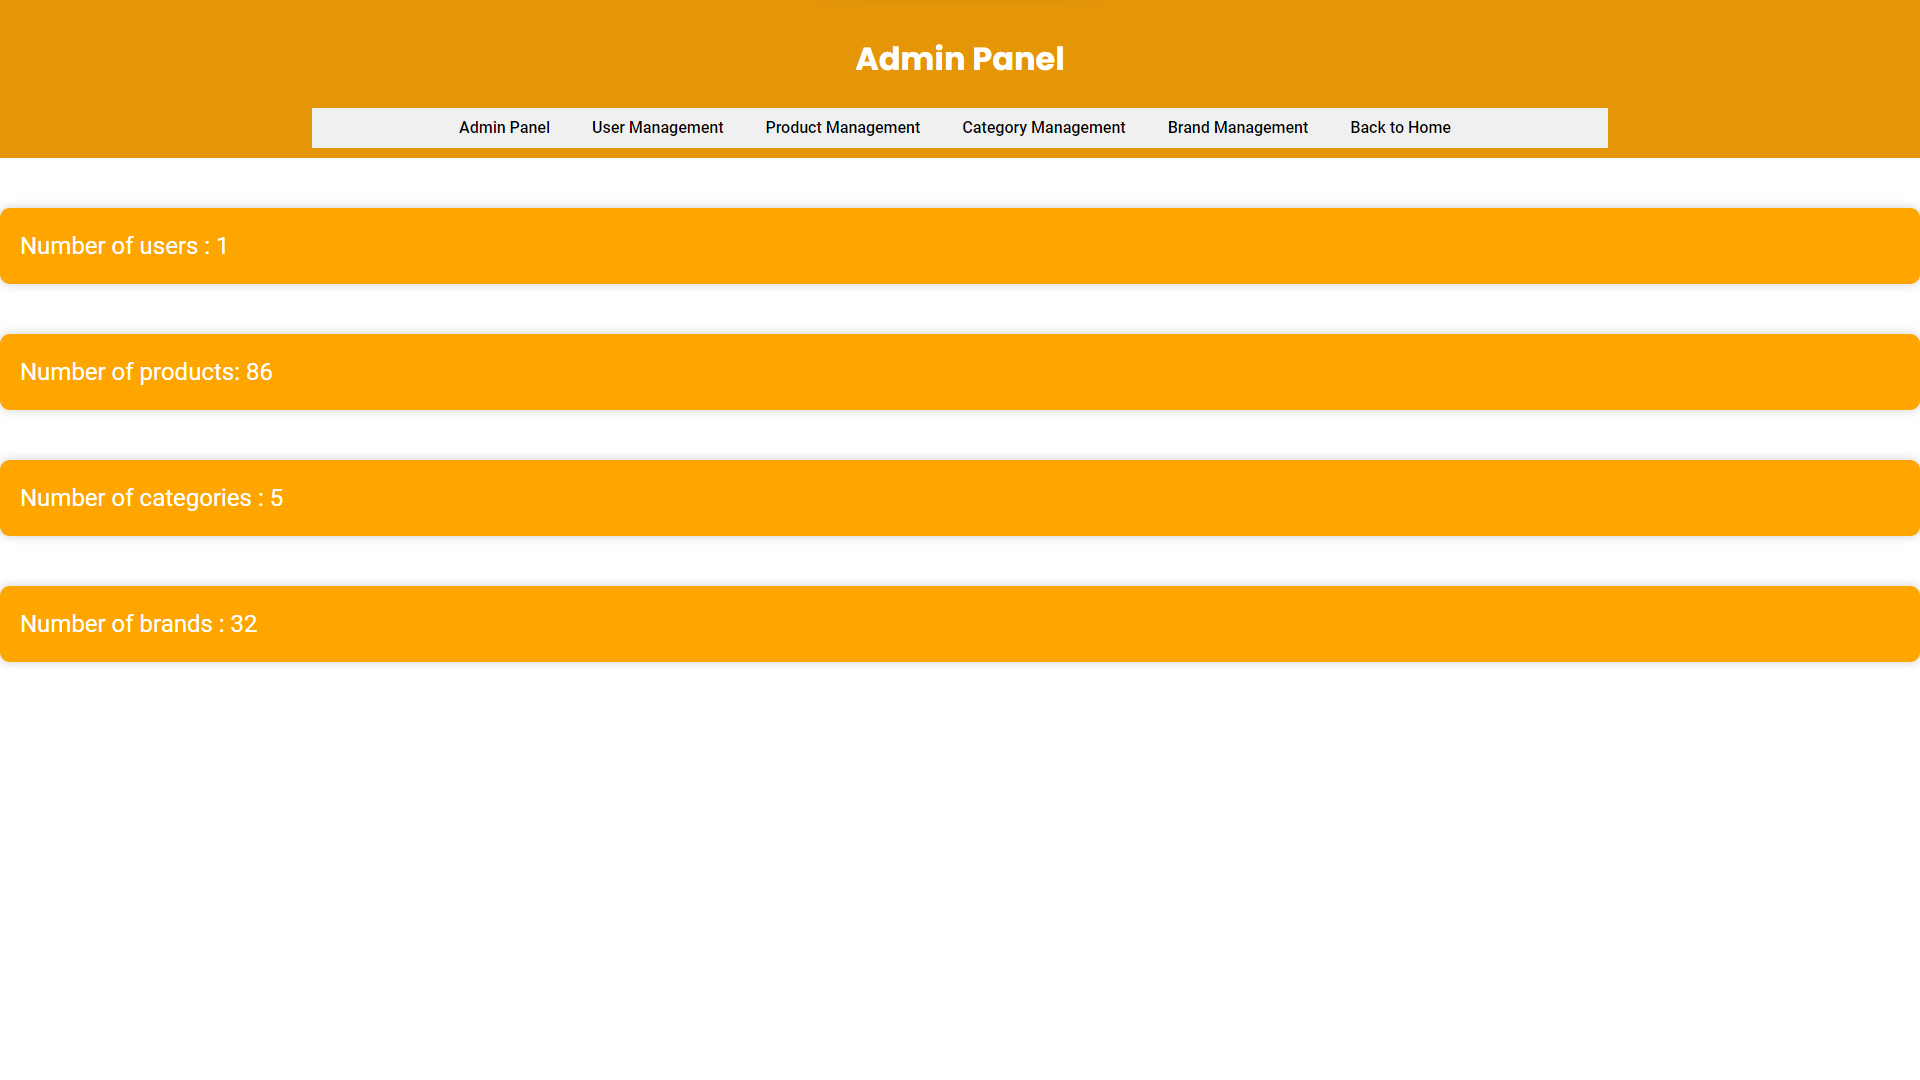 Admin Panel
Admin Panel User Management Product Management Category Management Brand Management Back to Home
Number of users : 1
Number of products: 86
Number of categories : 5
Number of brands : 32